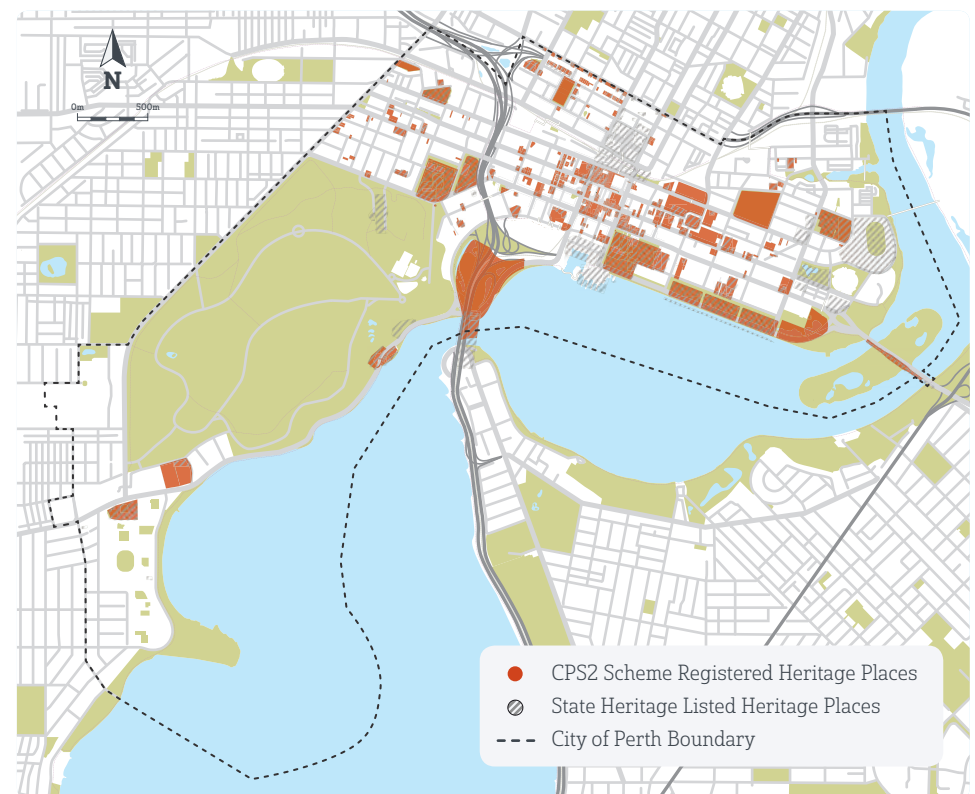 N
0m 500m
CPS2 Scheme Registered Heritage Places
State Heritage Listed Heritage Places
City of Perth Boundary